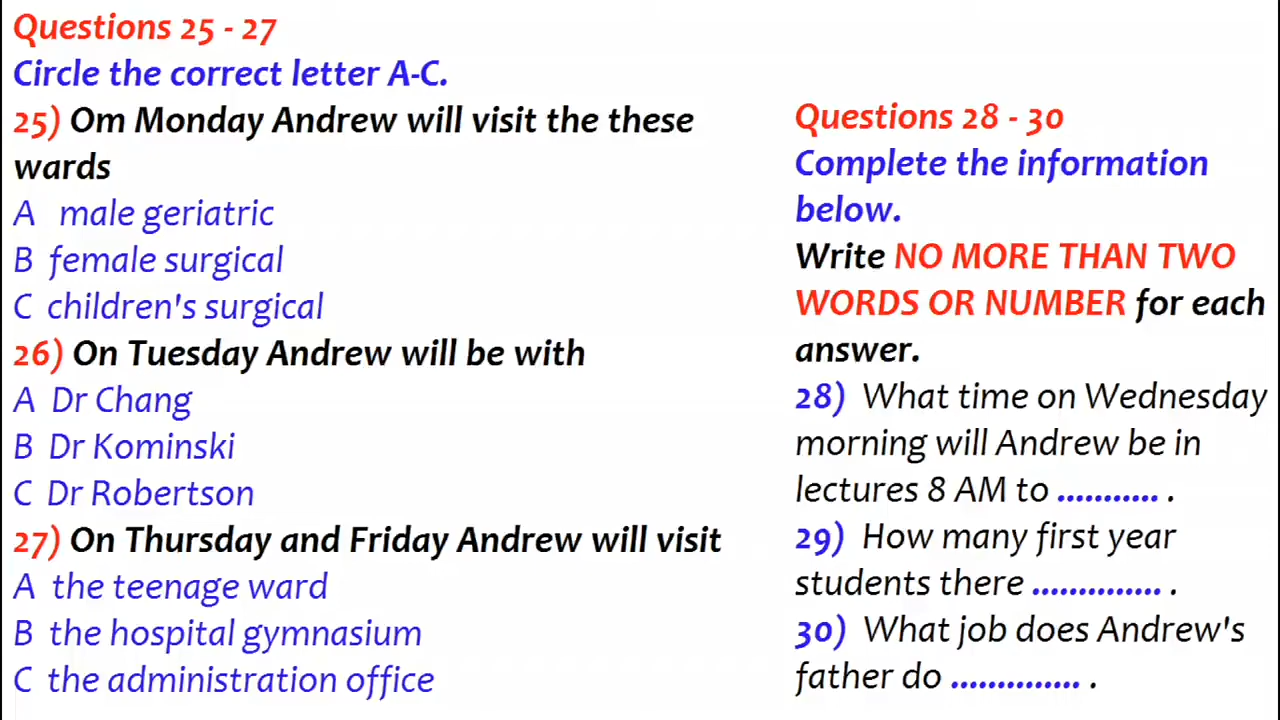 Questions 25 - 27
Circle the correct letter A-C.
25) Om Monday Andrew will visit the these
wards
A male geriatric
B female surgical
C children's surgical
26) On Tuesday Andrew will be with
A Dr Chang
B Dr Kominski
C Dr Robertson
27) On Thursday and Friday Andrew will visit
A the teenage ward
B the hospital gymnasium
C the administration office
Questions 28 - 30
Complete the information
below.
Write NO MORE THAN TWO
WORDS OR NUMBER for each
answer.
28) What time on Wednesday
morning will Andrew be in
lectures 8 AM to ........... .
29) How many first year
students there .............. .
30) What job does Andrew's
father do .............. .